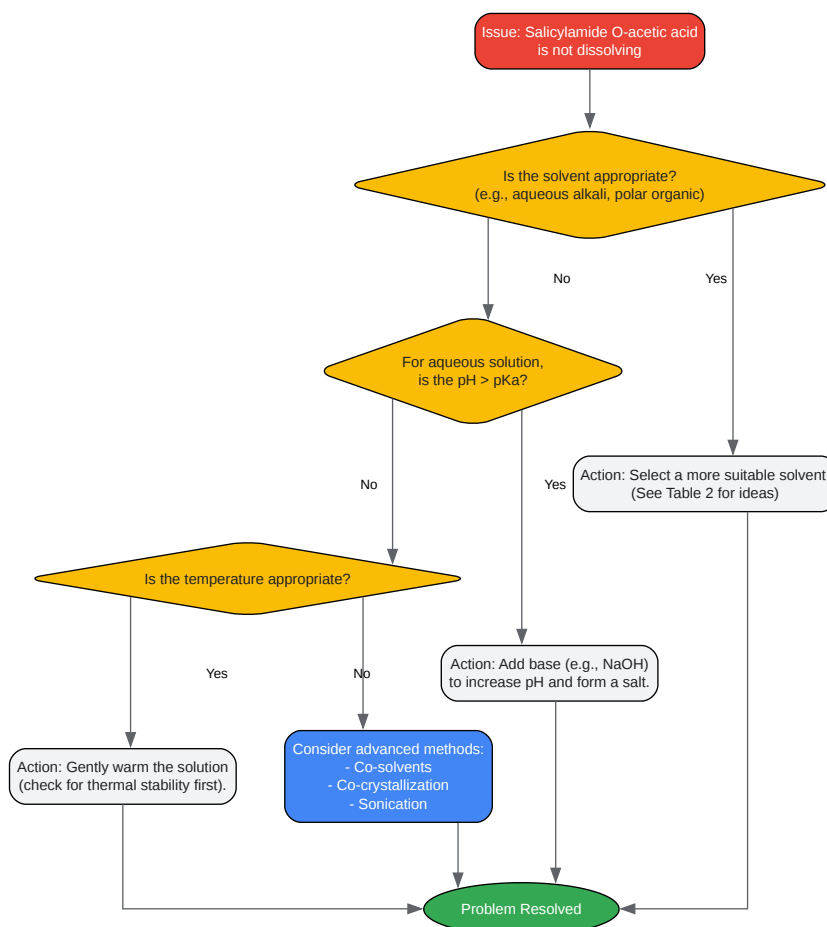 Issue: Salicylamide O-acetic acid
is not dissolving
Is the solvent appropriate?
(e.g., aqueous alkali, polar organic)
No
Yes
For aqueous solution,
is the pH > pKa?
No
Yes
Action: Select a more suitable solvent
(See Table 2 for ideas)
Is the temperature appropriate?
Yes
No
Action: Add base (e.g., NaOH)
to increase pH and form a salt.
Action: Gently warm the solution
(check for thermal stability first).
Consider advanced methods:
- Co-solvents
- Co-crystallization
- Sonication
Problem Resolved